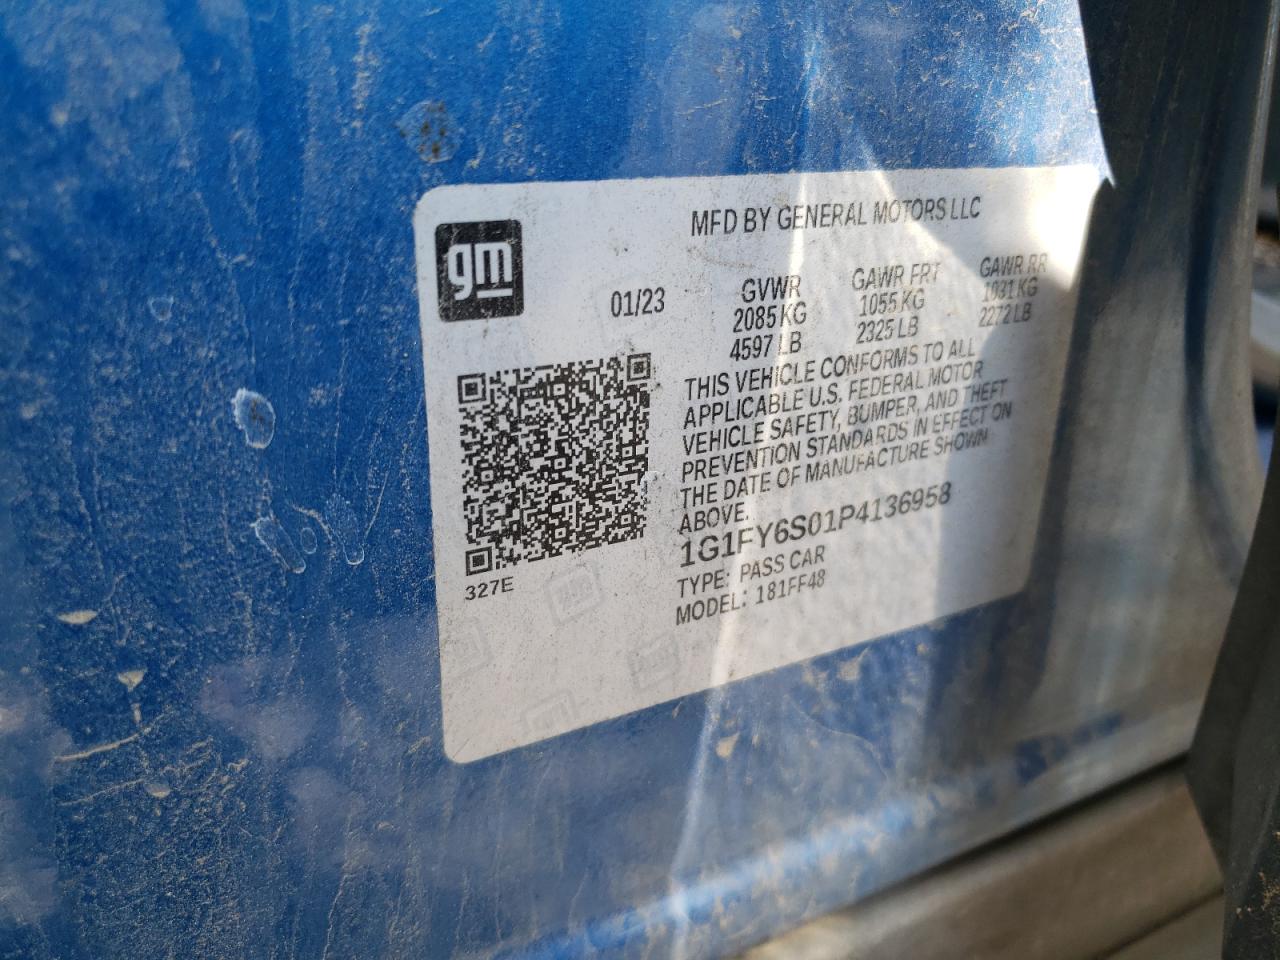 MFD BY GENERAL MOTORS LLC
gm
01/23
GVWR GAWR FRT GAWR RR
2085 KG 1055 KG 1031 KG
4597 LB 2325 LB 2272 LB
THIS VEHICLE CONFORMS TO ALL
APPLICABLE U.S. FEDERAL MOTOR
VEHICLE SAFETY, BUMPER, AND THEFT
PREVENTION STANDARDS IN EFFECT ON
THE DATE OF MANUFACTURE SHOWN
ABOVE.
1G1FY6S01P4136958
TYPE: PASS CAR
MODEL: 181FF48
327E